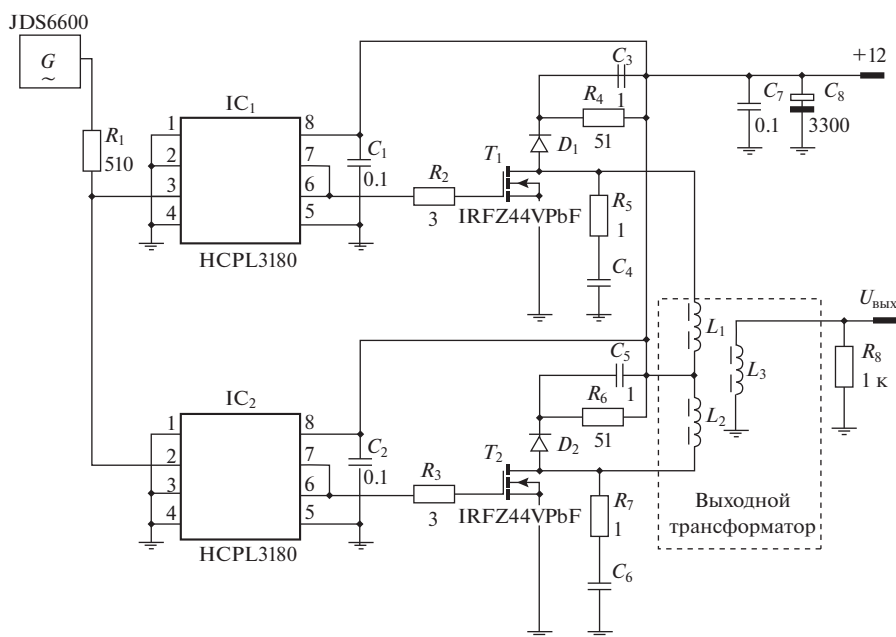 JDS6600
G
~
R1
510
IC1
1
2
3
4
8
7
6
5
HCPL3180
C1
0.1
R2
3
T1
IRFZ44VPbF
D1
C3
1
R4
51
R5
1
C4
+12
C7
0.1
C8
3300
Uвых
R8
1 к
L1
L2
L3
Выходной
трансформатор
IC2
1
2
3
4
8
7
6
5
HCPL3180
C2
0.1
R3
3
T2
IRFZ44VPbF
D2
C5
1
R6
51
R7
1
C6